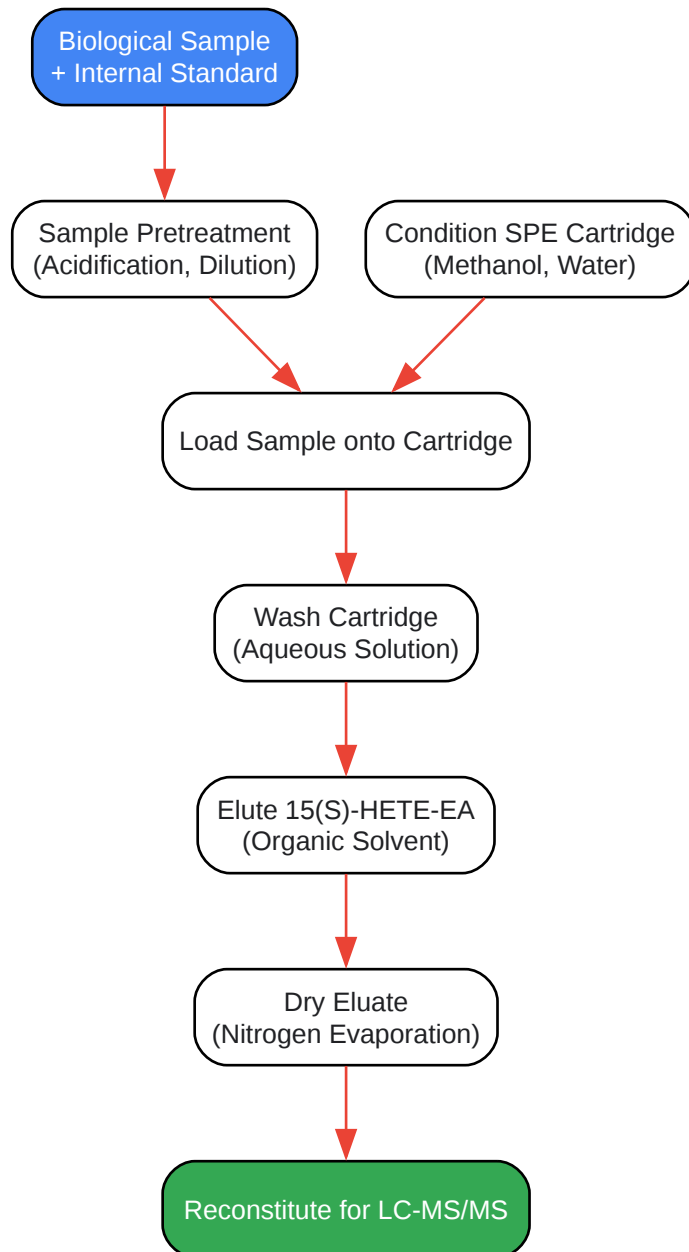 Biological Sample
+ Internal Standard
Sample Pretreatment
(Acidification, Dilution)
Condition SPE Cartridge
(Methanol, Water)
Load Sample onto Cartridge
Wash Cartridge
(Aqueous Solution)
Elute 15(S)-HETE-EA
(Organic Solvent)
Dry Eluate
(Nitrogen Evaporation)
Reconstitute for LC-MS/MS